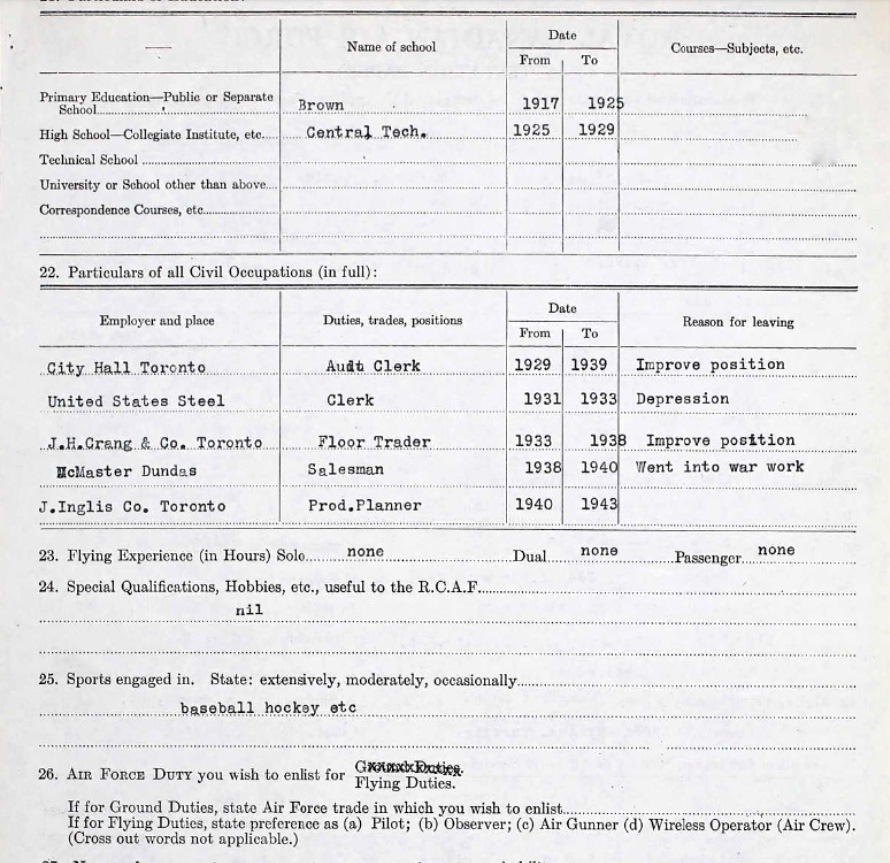 Name of school
Date
From To
Courses—Subjects, etc.
Primary Education—Public or Separate
School Brown 1917 1925
High School—Collegiate Institute, etc. Central Tech. 1925 1929
Technical School
University or School other than above
Correspondence Courses, etc.
22. Particulars of all Civil Occupations (in full):
Employer and place Duties, trades, positions Date Reason for leaving
From To
City Hall Toronto Audt Clerk 1929 1939 Improve position
United States Steel Clerk 1931 1933 Depression
J.H.Crang & Co. Toronto Floor Trader 1933 1938 Improve position
McMaster Dundas Salesman 1938 1940 Went into war work
J.Inglis Co. Toronto Prod.Planner 1940 1943
23. Flying Experience (in Hours) Solo none Dual none Passenger none
24. Special Qualifications, Hobbies, etc., useful to the R.C.A.F.
nil
25. Sports engaged in. State: extensively, moderately, occasionally
baseball hockey etc
26. AIR FORCE DUTY you wish to enlist for
Flying Duties.
If for Ground Duties, state Air Force trade in which you wish to enlist
If for Flying Duties, state preference as (a) Pilot; (b) Observer; (c) Air Gunner (d) Wireless Operator (Air Crew).
(Cross out words not applicable.)